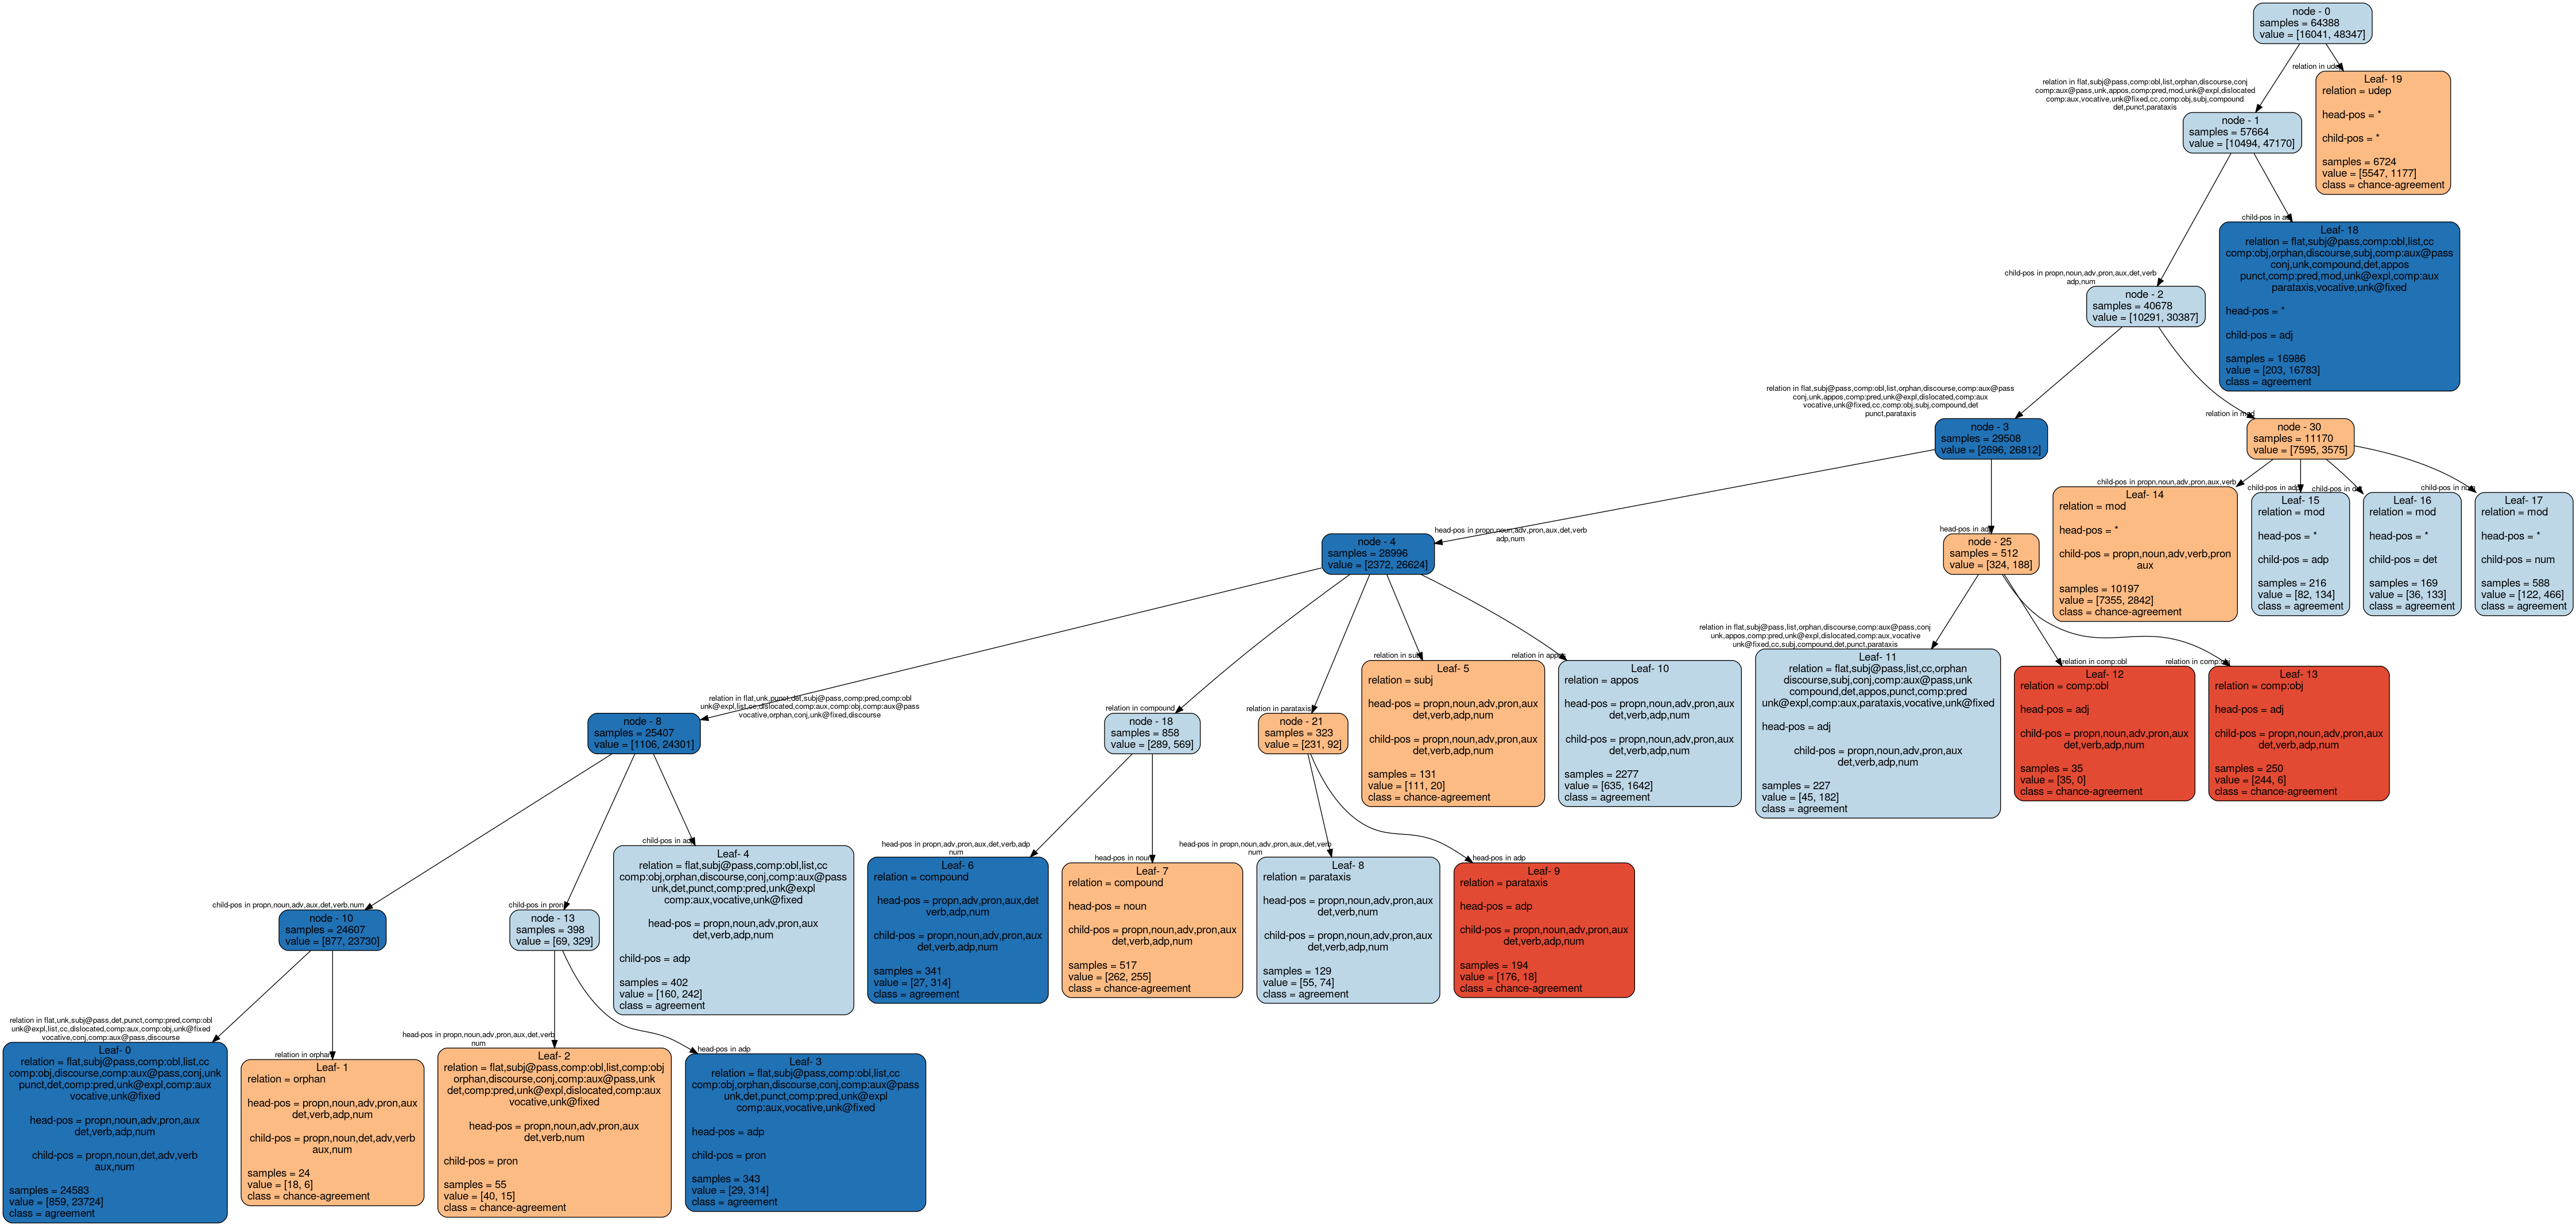 node - 0
samples = 64388
value = [16041, 48347]
relation in
Leaf- 19
relation = udep
head-pos = *
child-pos = *
samples = 6724
value = [5547, 1177]
class = chance-agreement
relation in flat,subj@pass,comp:obl,list,orphan,discourse,conj
comp:aux@pass,unk,appos,comp:pred,mod,unk@expl,dislocated
comp:aux,vocative,unk@fixed,cc,comp:obj,subj,compound
det,punct,parataxis
node - 1
samples = 57664
value = [10494, 47170]
child-pos in
Leaf- 18
relation = flat,subj@pass,comp:obl,list,cc
comp:obj,orphan,discourse,subj,comp:aux@pass
conj,unk,compound,det,appos
punct,comp:pred,mod,unk@expl,comp:aux
parataxis,vocative,unk@fixed
head-pos = *
child-pos = adj
samples = 16986
value = [203, 16783]
class = agreement
child-pos in propn,noun,adv,pron,aux,det,verb
adp,num
node - 2
samples = 40678
value = [10291, 30387]
relation in flat,subj@pass,comp:obl,list,orphan,discourse,comp:aux@pass
conj,unk,appos,comp:pred,unk@expl,dislocated,comp:aux
vocative,unk@fixed,cc,comp:obj,subj,compound,det
punct,parataxis
node - 3
samples = 29508
value = [2696, 26812]
relation in
node - 30
samples = 11170
value = [7595, 3575]
child-pos in propn,noun,adv,pron,aux,verb
Leaf- 14
relation = mod
head-pos = *
child-pos = propn,noun,adv,verb,pron
aux
samples = 10197
value = [7355, 2842]
class = chance-agreement
child-pos in
Leaf- 15
relation = mod
head-pos = *
child-pos = adp
samples = 216
value = [82, 134]
class = agreement
child-pos in
Leaf- 16
relation = mod
head-pos = *
child-pos = det
samples = 169
value = [36, 133]
class = agreement
child-pos in
Leaf- 17
relation = mod
head-pos = *
child-pos = num
samples = 588
value = [122, 466]
class = agreement
head-pos in propn,noun,adv,pron,aux,det,verb
adp,num
node - 4
samples = 28996
value = [2372, 26624]
head-pos in
node - 25
samples = 512
value = [324, 188]
relation in flat,subj@pass,list,orphan,discourse,comp:aux@pass,conj
unk,appos,comp:pred,unk@expl,dislocated,comp:aux,vocative
unk@fixed,cc,subj,compound,det,punct,parataxis
Leaf- 11
relation = flat,subj@pass,list,cc,orphan
discourse,subj,conj,comp:aux@pass,unk
compound,det,appos,punct,comp:pred
unk@expl,comp:aux,parataxis,vocative,unk@fixed
head-pos = adj
child-pos = propn,noun,adv,pron,aux
det,verb,adp,num
samples = 227
value = [45, 182]
class = agreement
relation in comp:obl
Leaf- 12
relation = comp:obl
head-pos = adj
child-pos = propn,noun,adv,pron,aux
det,verb,adp,num
samples = 35
value = [35, 0]
class = chance-agreement
relation in comp:obj
Leaf- 13
relation = comp:obj
head-pos = adj
child-pos = propn,noun,adv,pron,aux
det,verb,adp,num
samples = 250
value = [244, 6]
class = chance-agreement
relation in flat,unk,punct,det,subj@pass,comp:pred,comp:obl
unk@expl,list,cc,dislocated,comp:aux,comp:obj,comp:aux@pass
vocative,orphan,conj,unk@fixed,discourse
node - 8
samples = 25407
value = [1106, 24301]
relation in compound
node - 18
samples = 858
value = [289, 569]
relation in parataxis
node - 21
samples = 323
value = [231, 92]
relation in
Leaf- 5
relation = subj
head-pos = propn,noun,adv,pron,aux
det,verb,adp,num
child-pos = propn,noun,adv,pron,aux
det,verb,adp,num
samples = 131
value = [111, 20]
class = chance-agreement
relation in
Leaf- 10
relation = appos
head-pos = propn,noun,adv,pron,aux
det,verb,adp,num
child-pos = propn,noun,adv,pron,aux
det,verb,adp,num
samples = 2277
value = [635, 1642]
class = agreement
child-pos in propn,noun,adv,aux,det,verb,num
node - 10
samples = 24607
value = [877, 23730]
child-pos in pron
node - 13
samples = 398
value = [69, 329]
child-pos in
Leaf- 4
relation = flat,subj@pass,comp:obl,list,cc
comp:obj,orphan,discourse,conj,comp:aux@pass
unk,det,punct,comp:pred,unk@expl
comp:aux,vocative,unk@fixed
head-pos = propn,noun,adv,pron,aux
det,verb,adp,num
child-pos = adp
samples = 402
value = [160, 242]
class = agreement
head-pos in propn,adv,pron,aux,det,verb,adp
num
Leaf- 6
relation = compound
head-pos = propn,adv,pron,aux,det
verb,adp,num
child-pos = propn,noun,adv,pron,aux
det,verb,adp,num
samples = 341
value = [27, 314]
class = agreement
head-pos in noun
Leaf- 7
relation = compound
head-pos = noun
child-pos = propn,noun,adv,pron,aux
det,verb,adp,num
samples = 517
value = [262, 255]
class = chance-agreement
head-pos in propn,noun,adv,pron,aux,det,verb
num
Leaf- 8
relation = parataxis
head-pos = propn,noun,adv,pron,aux
det,verb,num
child-pos = propn,noun,adv,pron,aux
det,verb,adp,num
samples = 129
value = [55, 74]
class = agreement
head-pos in adp
Leaf- 9
relation = parataxis
head-pos = adp
child-pos = propn,noun,adv,pron,aux
det,verb,adp,num
samples = 194
value = [176, 18]
class = chance-agreement
relation in flat,unk,subj@pass,det,punct,comp:pred,comp:obl
unk@expl,list,cc,dislocated,comp:aux,comp:obj,unk@fixed
vocative,conj,comp:aux@pass,discourse
Leaf- 0
relation = flat,subj@pass,comp:obl,list,cc
comp:obj,discourse,comp:aux@pass,conj,unk
punct,det,comp:pred,unk@expl,comp:aux
vocative,unk@fixed
head-pos = propn,noun,adv,pron,aux
det,verb,adp,num
child-pos = propn,noun,det,adv,verb
aux,num
samples = 24583
value = [859, 23724]
class = agreement
relation in orphan
Leaf- 1
relation = orphan
head-pos = propn,noun,adv,pron,aux
det,verb,adp,num
child-pos = propn,noun,det,adv,verb
aux,num
samples = 24
value = [18, 6]
class = chance-agreement
head-pos in propn,noun,adv,pron,aux,det,verb
num
Leaf- 2
relation = flat,subj@pass,comp:obl,list,comp:obj
orphan,discourse,conj,comp:aux@pass,unk
det,comp:pred,unk@expl,dislocated,comp:aux
vocative,unk@fixed
head-pos = propn,noun,adv,pron,aux
det,verb,num
child-pos = pron
samples = 55
value = [40, 15]
class = chance-agreement
head-pos in adp
Leaf- 3
relation = flat,subj@pass,comp:obl,list,cc
comp:obj,orphan,discourse,conj,comp:aux@pass
unk,det,punct,comp:pred,unk@expl
comp:aux,vocative,unk@fixed
head-pos = adp
child-pos = pron
samples = 343
value = [29, 314]
class = agreement